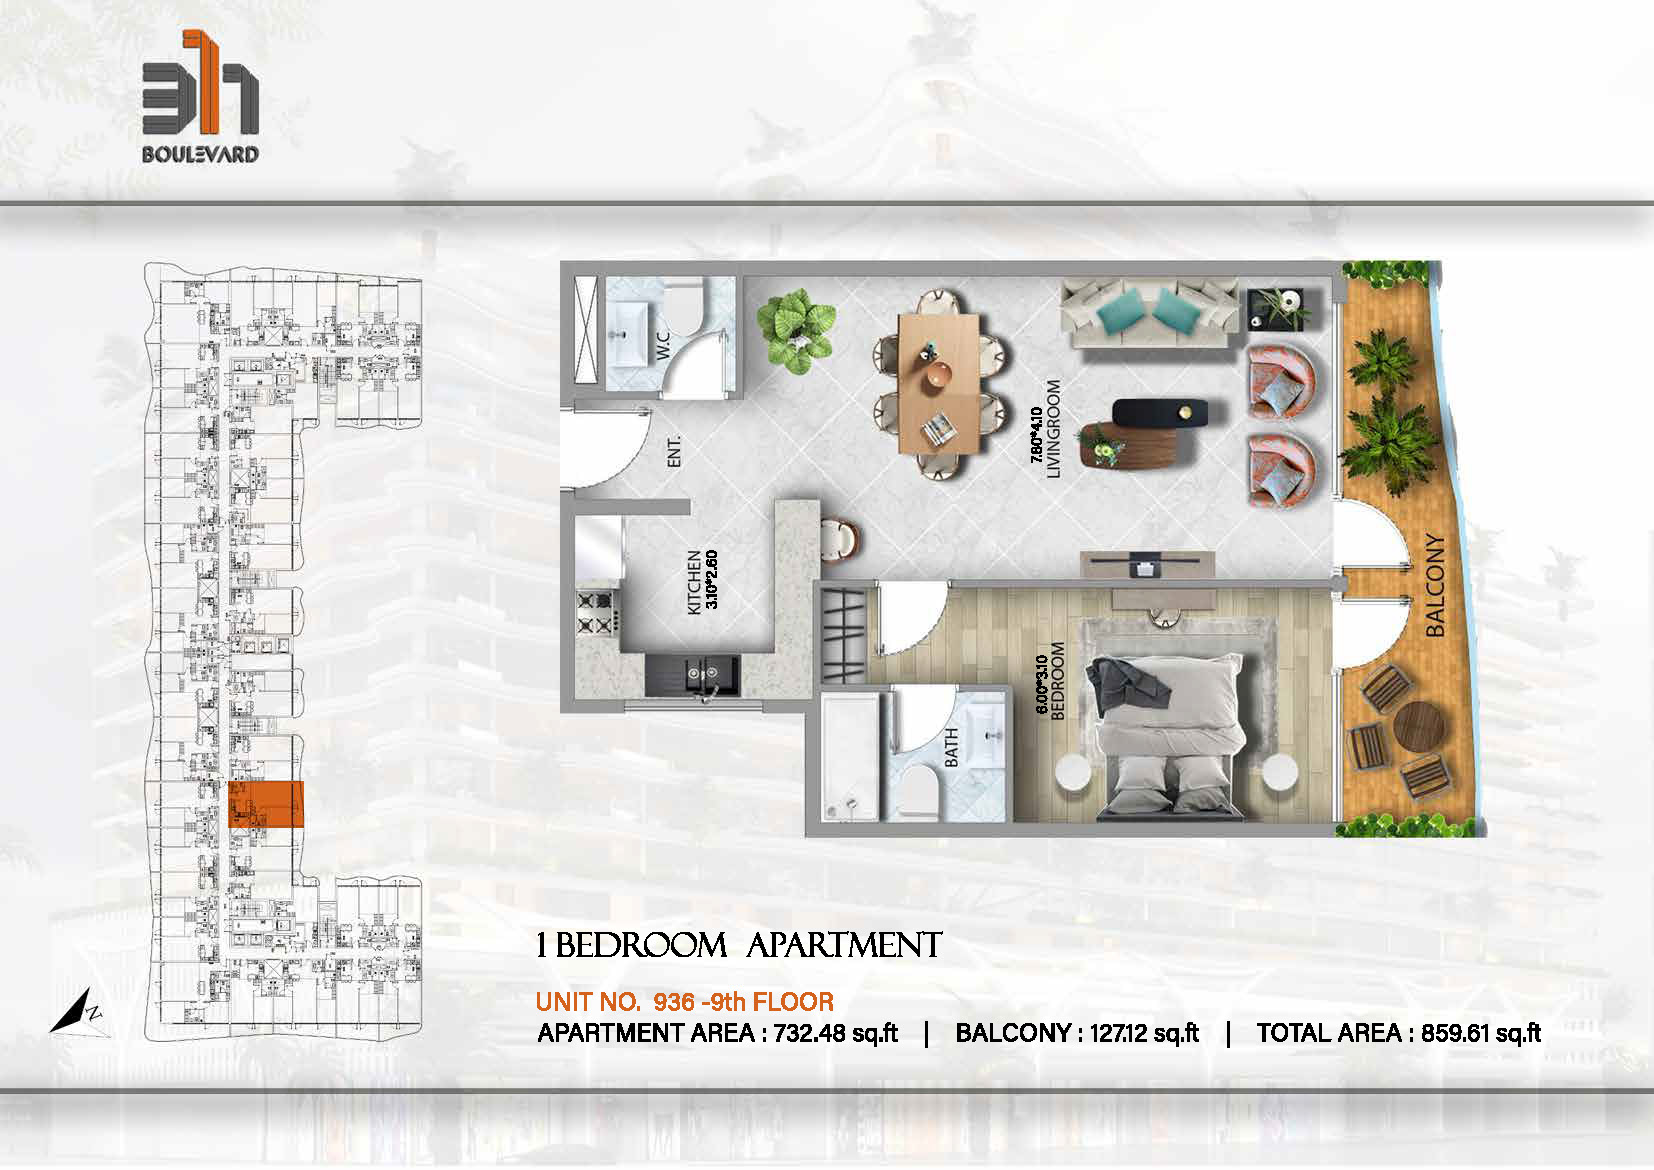 311
BOULEVARD
W.C
ENT.
KITCHEN
3.10*2.60
7.80*4.10
LIVINGROOM
6.00*3.10
BEDROOM
BATH
BALCONY
N
1 BEDROOM APARTMENT
UNIT NO. 936 -9th FLOOR
APARTMENT AREA : 732.48 sq.ft | BALCONY : 127.12 sq.ft | TOTAL AREA : 859.61 sq.ft